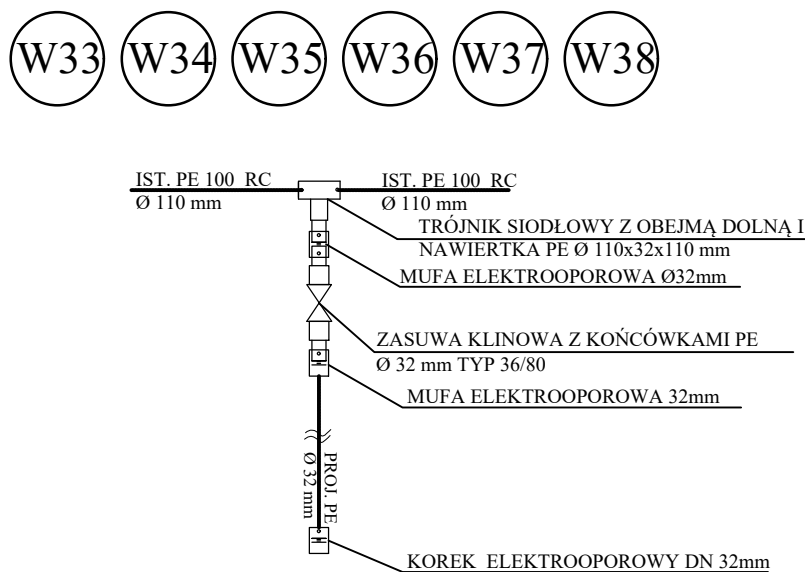 W33 W34 W35 W36 W37 W38
IST. PE 100 RC
Ø 110 mm
IST. PE 100 RC
Ø 110 mm
TRÓJNIK SIODŁOWY Z OBEJMĄ DOLNĄ I
NAWIERTKA PE Ø 110x32x110 mm
MUFA ELEKTROOPOROWA Ø32mm
ZASUWA KLINOWA Z KOŃCÓWKAMI PE
Ø 32 mm TYP 36/80
MUFA ELEKTROOPOROWA 32mm
PROJ. PE
Ø 32 mm
KOREK ELEKTROOPOROWY DN 32mm